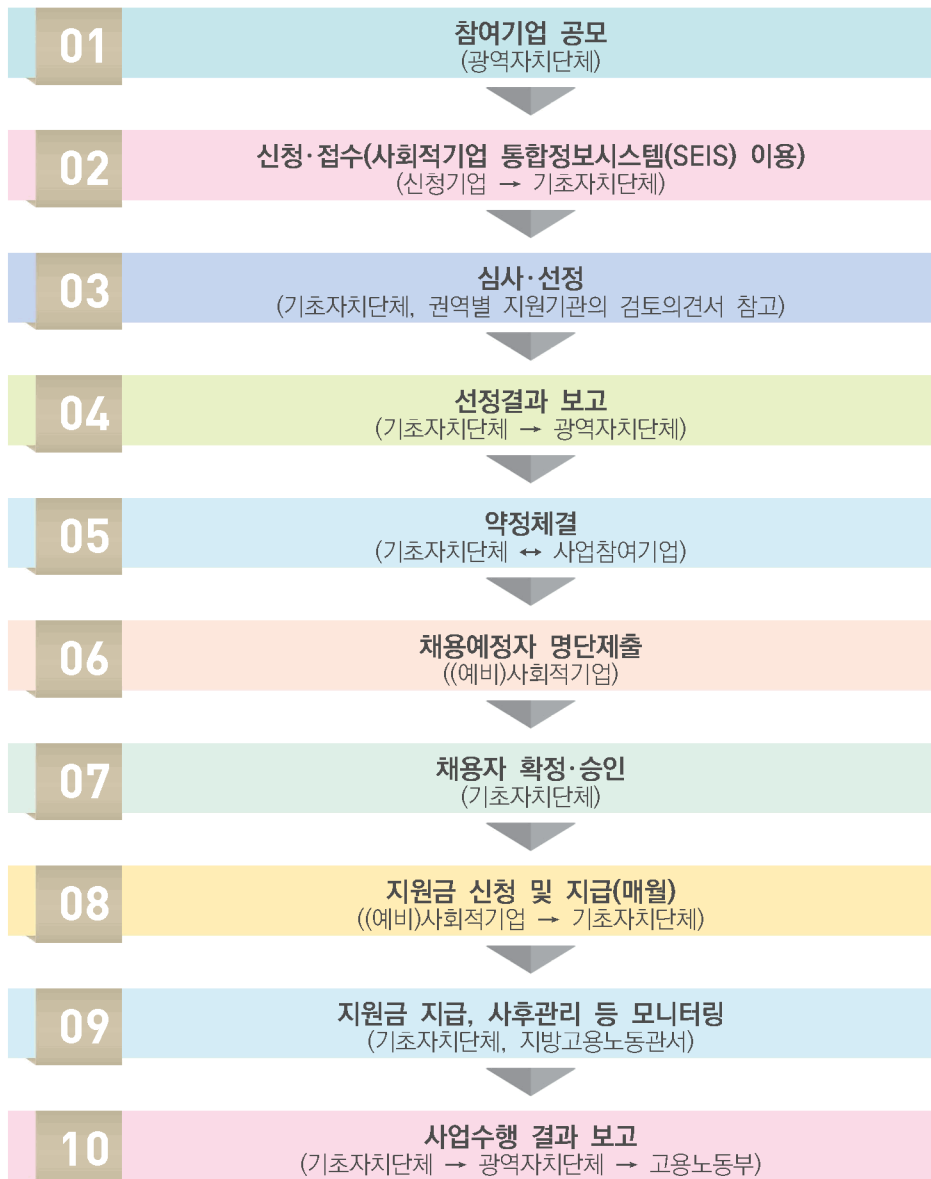 01
참여기업 공모
(광역자치단체)
02
신청·접수(사회적기업 통합정보시스템(SEIS) 이용)
(신청기업 → 기초자치단체)
03
심사·선정
(기초자치단체, 권역별 지원기관의 검토의견서 참고)
04
선정결과 보고
(기초자치단체 → 광역자치단체)
05
약정체결
(기초자치단체 ↔ 사업참여기업)
06
채용예정자 명단제출
((예비)사회적기업)
07
채용자 확정·승인
(기초자치단체)
08
지원금 신청 및 지급(매월)
((예비)사회적기업 → 기초자치단체)
09
지원금 지급, 사후관리 등 모니터링
(기초자치단체, 지방고용노동관서)
10
사업수행 결과 보고
(기초자치단체 → 광역자치단체 → 고용노동부)